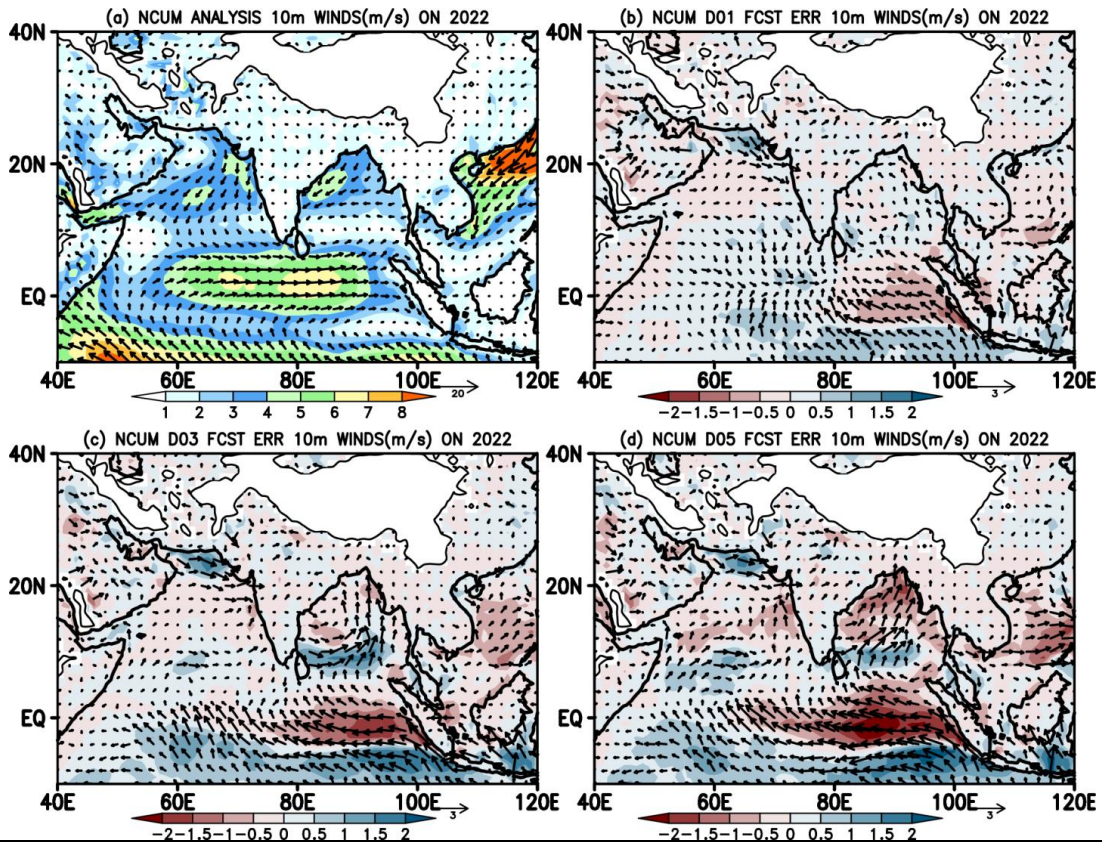 (a) NCUM ANALYSIS 10m WINDS(m/s) ON 2022
40N
20N
EQ
40E 60E 80E 100E 120E
20
1 2 3 4 5 6 7 8
(b) NCUM D01 FCST ERR 10m WINDS(m/s) ON 2022
40N
20N
EQ
40E 60E 80E 100E 120E
3
-2 -1.5 -1 -0.5 0 0.5 1 1.5 2
(c) NCUM D03 FCST ERR 10m WINDS(m/s) ON 2022
40N
20N
EQ
40E 60E 80E 100E 120E
3
-2 -1.5 -1 -0.5 0 0.5 1 1.5 2
(d) NCUM D05 FCST ERR 10m WINDS(m/s) ON 2022
40N
20N
EQ
40E 60E 80E 100E 120E
3
-2 -1.5 -1 -0.5 0 0.5 1 1.5 2